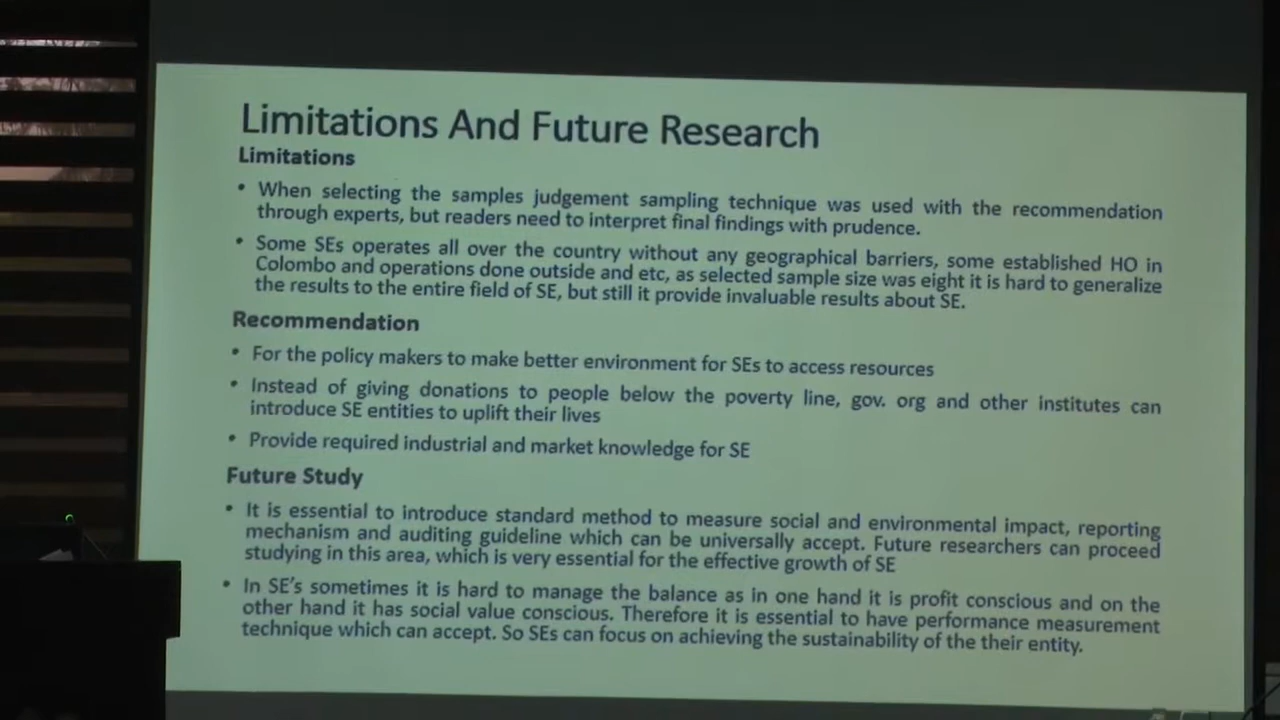 Limitations And Future Research
Limitations
• When selecting the samples judgement sampling technique was used with the recommendation
through experts, but readers need to interpret final findings with prudence.
• Some SEs operates all over the country without any geographical barriers, some established HO in
Colombo and operations done outside and etc, as selected sample size was eight it is hard to generalize
the results to the entire field of SE, but still it provide invaluable results about SE.
Recommendation
• For the policy makers to make better environment for SEs to access resources
• Instead of giving donations to people below the poverty line, gov. org and other institutes can
introduce SE entities to uplift their lives
• Provide required industrial and market knowledge for SE
Future Study
• It is essential to introduce standard method to measure social and environmental impact, reporting
mechanism and auditing guideline which can be universally accept. Future researchers can proceed
studying in this area, which is very essential for the effective growth of SE
• In SE's sometimes it is hard to manage the balance as in one hand it is profit conscious and on the
other hand it has social value conscious. Therefore it is essential to have performance measurement
technique which can accept. So SEs can focus on achieving the sustainability of the their entity.